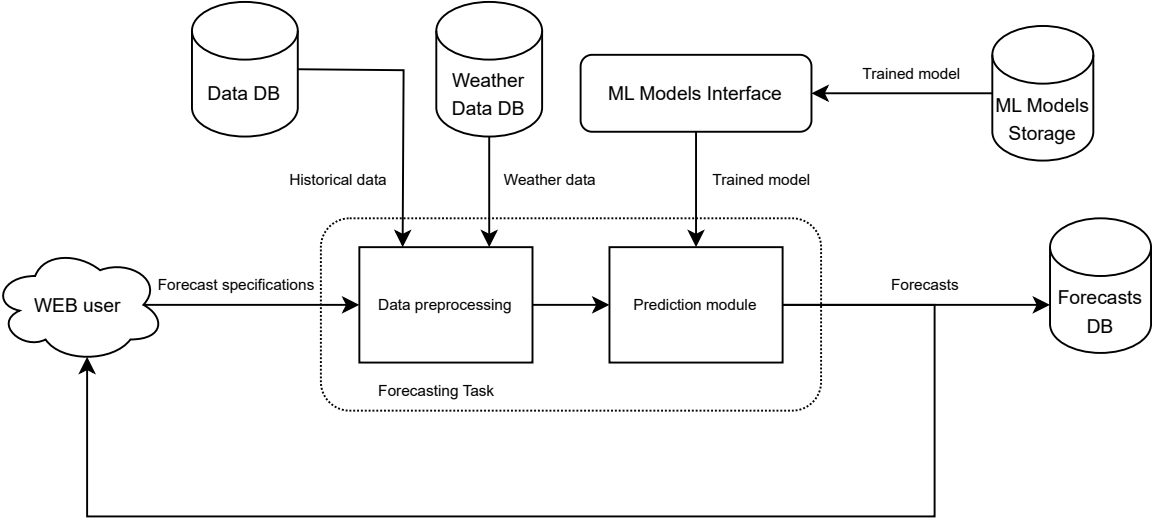 Data DB
Weather
Data DB
ML Models Interface
Trained model
ML Models
Storage
Historical data
Weather data
Trained model
WEB user
Forecast specifications
Data preprocessing
Prediction module
Forecasts
Forecasts
DB
Forecasting Task